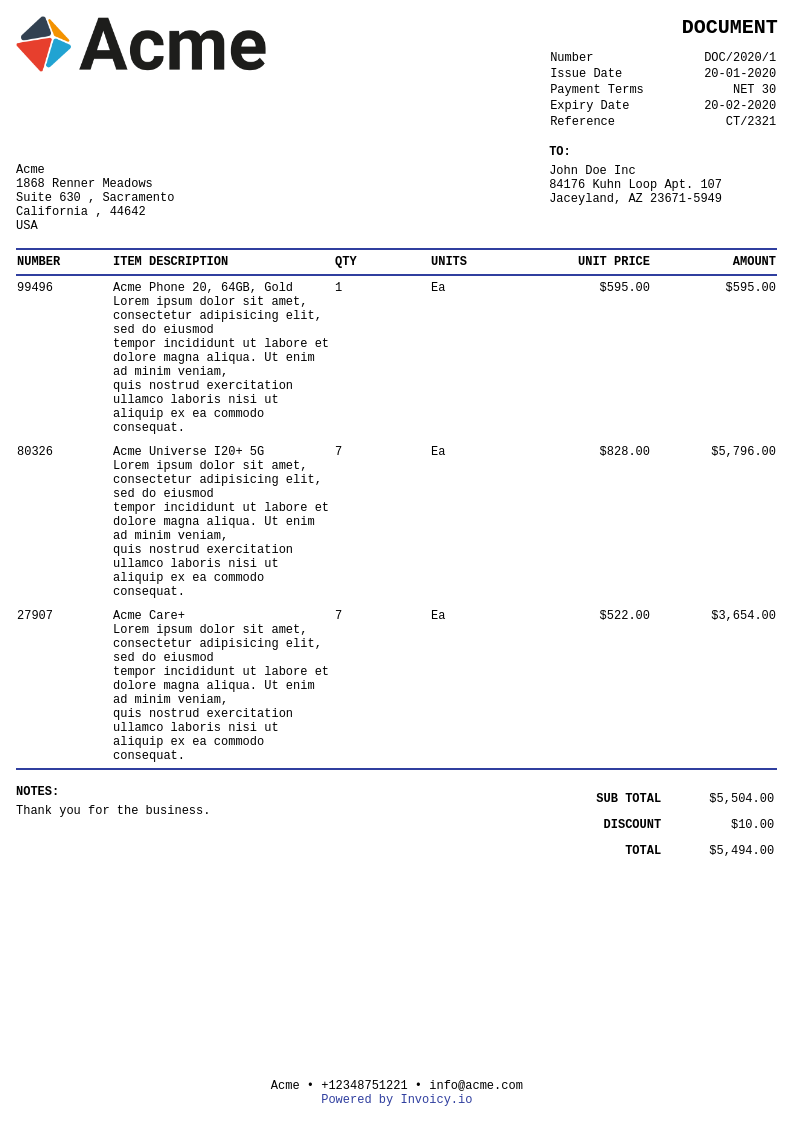 Acme
DOCUMENT
Number DOC/2020/1
Issue Date 20-01-2020
Payment Terms NET 30
Expiry Date 20-02-2020
Reference CT/2321
Acme
1868 Renner Meadows
Suite 630 , Sacramento
California , 44642
USA
TO:
John Doe Inc
84176 Kuhn Loop Apt. 107
Jaceyland, AZ 23671-5949
NUMBER ITEM DESCRIPTION QTY UNITS UNIT PRICE AMOUNT
99496 Acme Phone 20, 64GB, Gold 1 Ea $595.00 $595.00
Lorem ipsum dolor sit amet,
consectetur adipisicing elit,
sed do eiusmod
tempor incididunt ut labore et
dolore magna aliqua. Ut enim
ad minim veniam,
quis nostrud exercitation
ullamco laboris nisi ut
aliquip ex ea commodo
consequat.
80326 Acme Universe I20+ 5G 7 Ea $828.00 $5,796.00
Lorem ipsum dolor sit amet,
consectetur adipisicing elit,
sed do eiusmod
tempor incididunt ut labore et
dolore magna aliqua. Ut enim
ad minim veniam,
quis nostrud exercitation
ullamco laboris nisi ut
aliquip ex ea commodo
consequat.
27907 Acme Care+ 7 Ea $522.00 $3,654.00
Lorem ipsum dolor sit amet,
consectetur adipisicing elit,
sed do eiusmod
tempor incididunt ut labore et
dolore magna aliqua. Ut enim
ad minim veniam,
quis nostrud exercitation
ullamco laboris nisi ut
aliquip ex ea commodo
consequat.
NOTES:
Thank you for the business.
SUB TOTAL $5,504.00
DISCOUNT $10.00
TOTAL $5,494.00
Acme • +12348751221 • info@acme.com
Powered by Invoicy.io